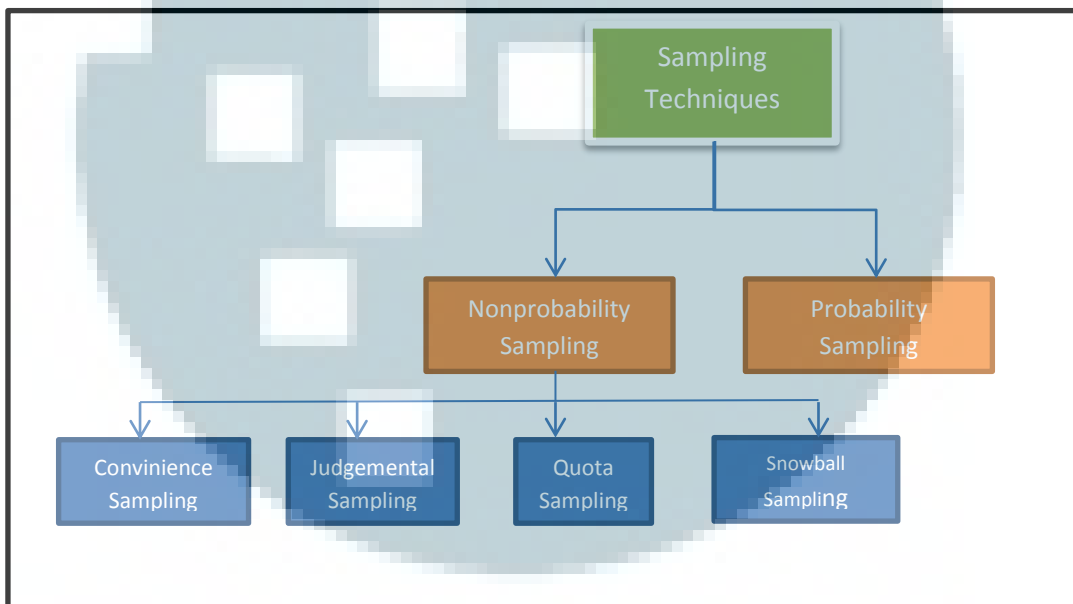 Sampling
Techniques
Nonprobability
Sampling
Probability
Sampling
Convinience
Sampling
Judgemental
Sampling
Quota
Sampling
Snowball
Sampling